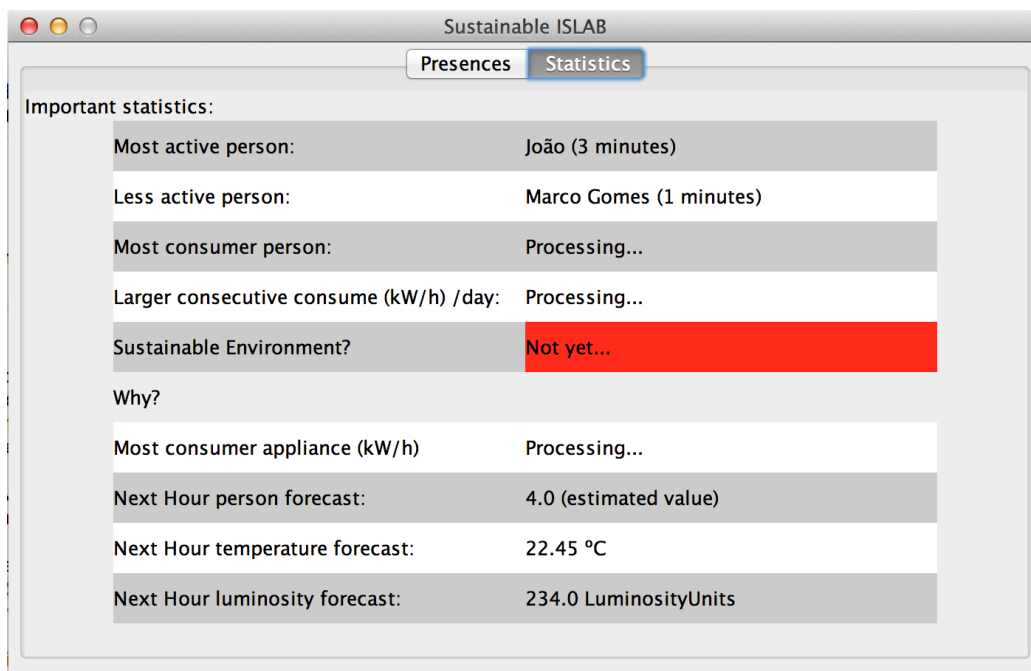 Sustainable ISLAB
Presences Statistics
Important statistics:
Most active person: João (3 minutes)
Less active person: Marco Gomes (1 minutes)
Most consumer person: Processing...
Larger consecutive consume (kW/h) /day: Processing...
Sustainable Environment? Not yet...
Why?
Most consumer appliance (kW/h) Processing...
Next Hour person forecast: 4.0 (estimated value)
Next Hour temperature forecast: 22.45 ºC
Next Hour luminosity forecast: 234.0 LuminosityUnits